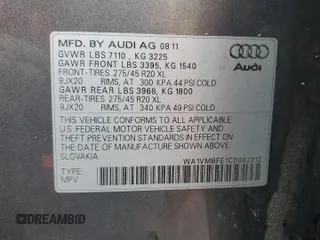 MFD. BY AUDI AG 08 11
GVWR LBS 7110 , KG 3225
GAWR FRONT LBS 3395, KG 1540
FRONT-TIRES 275/45 R20 XL
9JX20 RIMS, AT 300 KPA 44 PSI COLD
GAWR REAR LBS 3968, KG 1800
REAR-TIRES 275/45 R20 XL
9JX20 RIMS, AT 340 KPA 49 PSI COLD
Audi
THIS VEHICLE CONFORMS TO ALL APPLICABLE
U.S. FEDERAL MOTOR VEHICLE SAFETY AND
THEFT PREVENTION STANDARDS IN EFFECT
ON THE DATE OF MANUFACTURE SHOWN ABOVE.
SLOVAKIA
TYPE:
MPV
DREAMBID